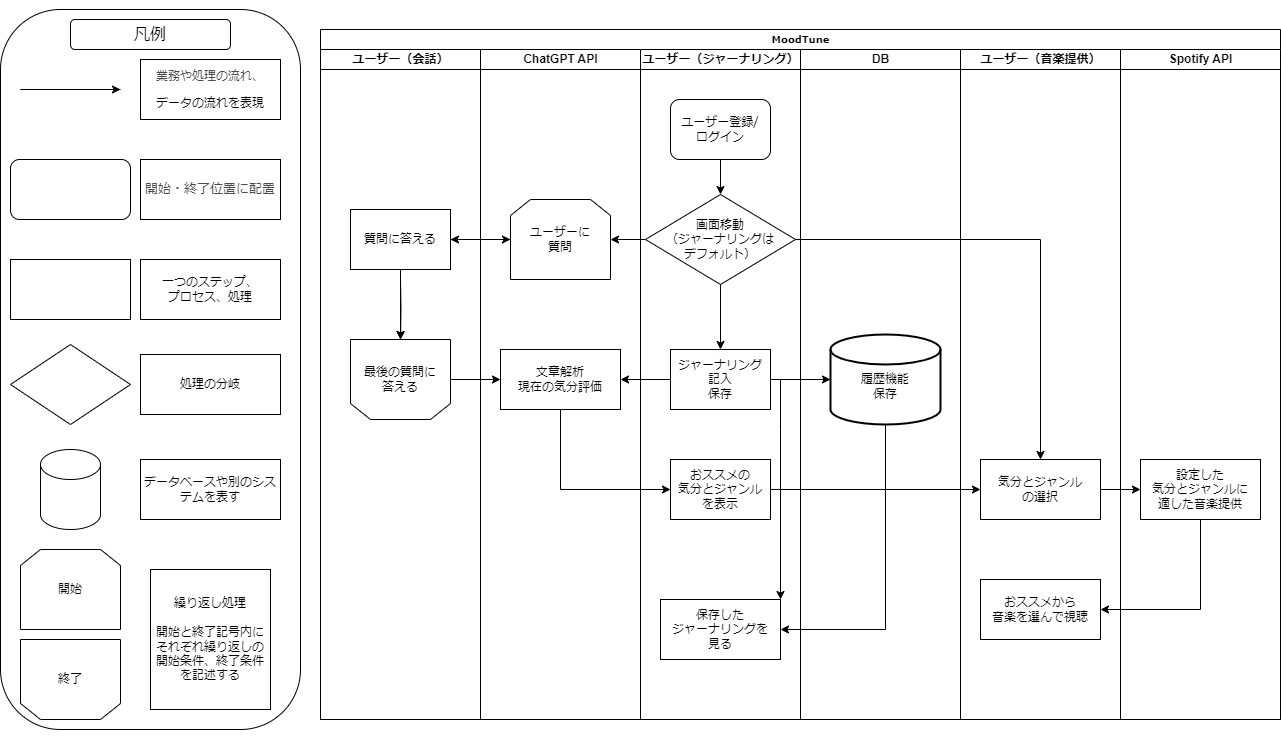 凡例
業務や処理の流れ、
データの流れを表現
開始・終了位置に配置
一つのステップ、
プロセス、処理
処理の分岐
データベースや別のシス
テムを表す
開始
繰り返し処理
開始と終了記号内に
それぞれ繰り返しの
開始条件、終了条件
を記述する
終了
MoodTune
ユーザー（会話）
ChatGPT API
ユーザー（ジャーナリング）
DB
ユーザー（音楽提供）
Spotify API
ユーザー登録/
ログイン
質問に答える
ユーザーに
質問
画面移動
（ジャーナリングは
デフォルト）
最後の質問に
答える
文章解析
現在の気分評価
ジャーナリング
記入
保存
履歴機能
保存
おススメの
気分とジャンル
を表示
気分とジャンル
の選択
設定した
気分とジャンルに
適した音楽提供
保存した
ジャーナリングを
見る
おススメから
音楽を選んで視聴